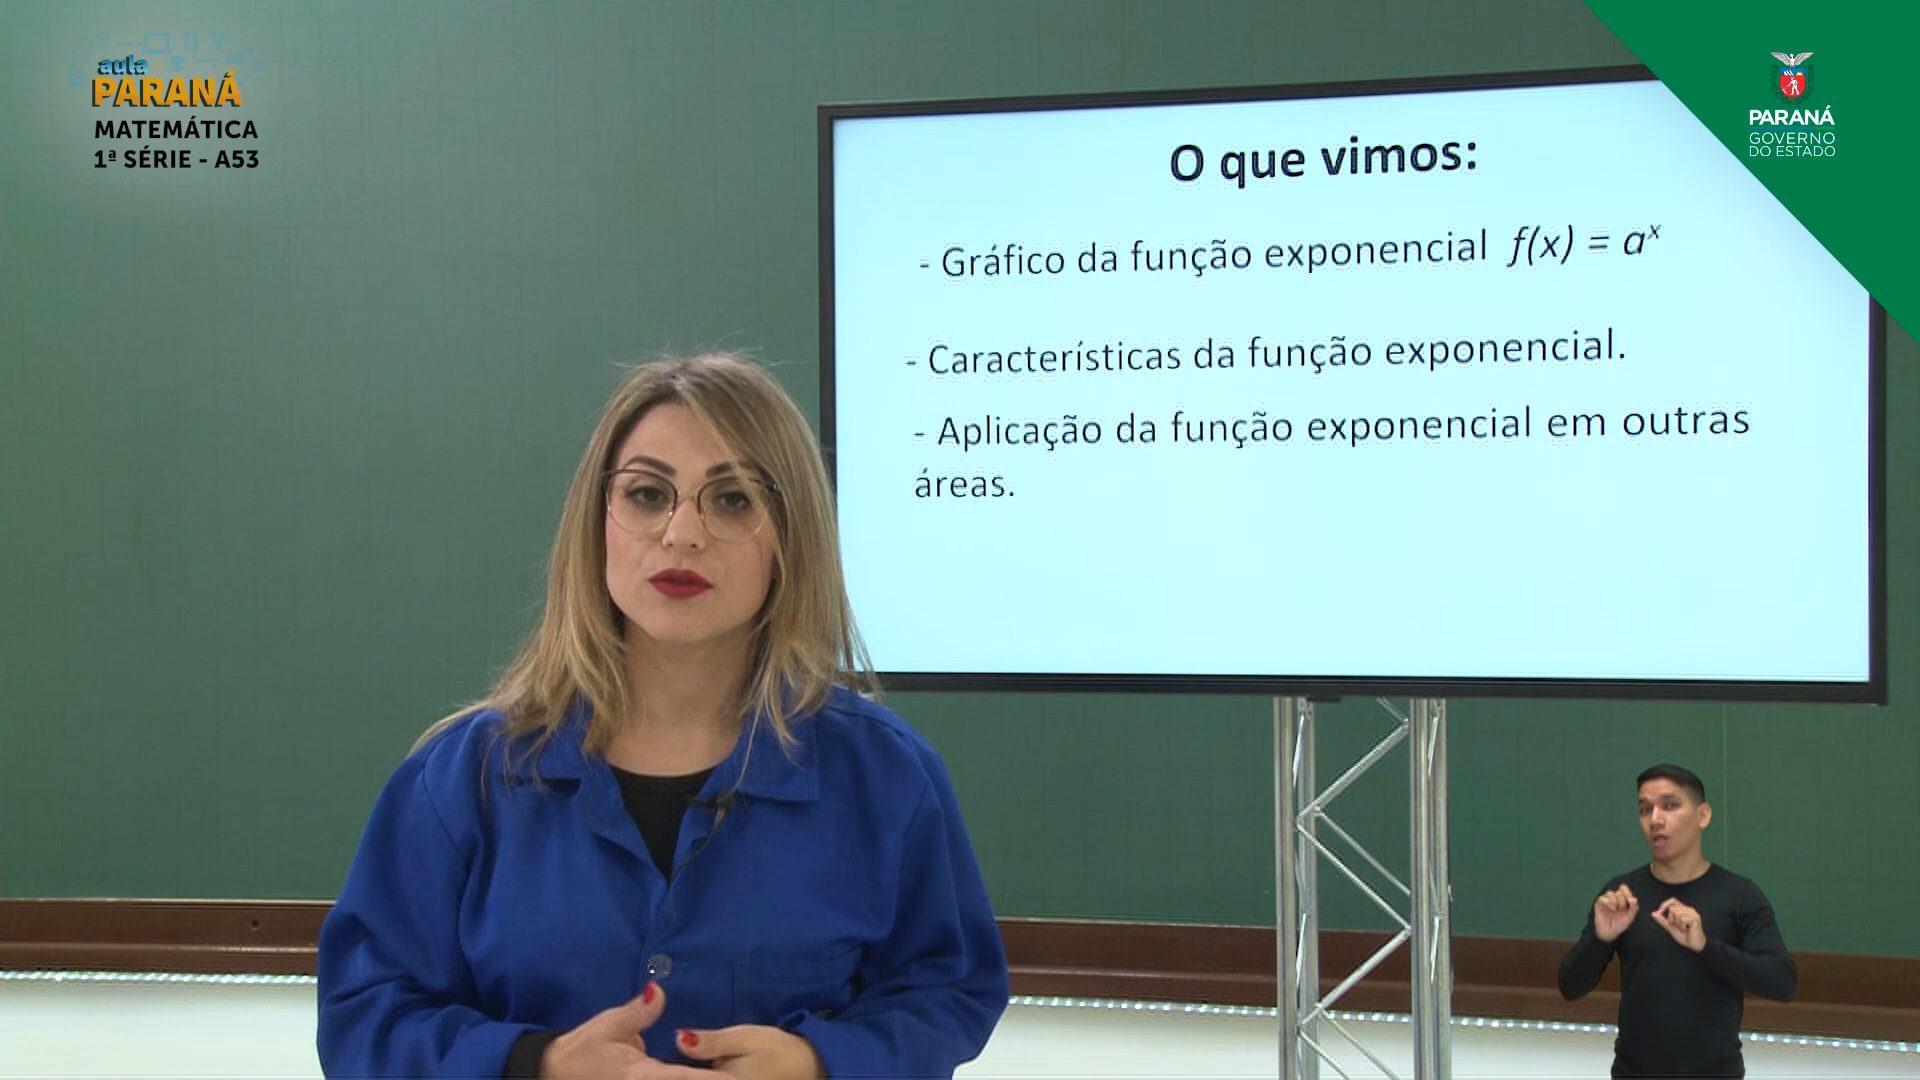 aula
PARANÁ
MATEMÁTICA
1ª SÉRIE - A53
PARANÁ
GOVERNO
DO ESTADO
O que vimos:
- Gráfico da função exponencial f(x) = aˣ
- Características da função exponencial.
- Aplicação da função exponencial em outras
áreas.